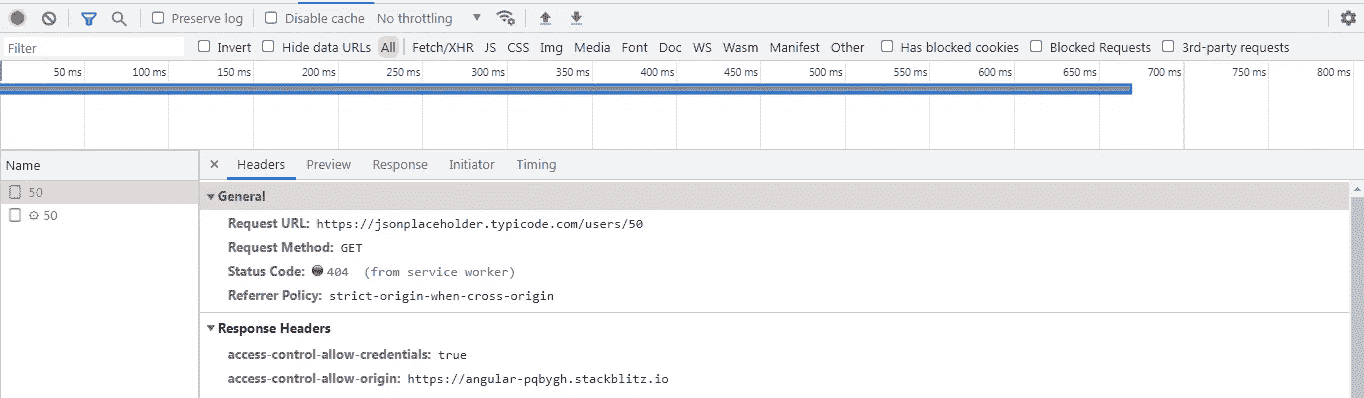 Preserve log Disable cache No throttling
Filter Invert Hide data URLs All Fetch/XHR JS CSS Img Media Font Doc WS Wasm Manifest Other Has blocked cookies Blocked Requests 3rd-party requests
50 ms 100 ms 150 ms 200 ms 250 ms 300 ms 350 ms 400 ms 450 ms 500 ms 550 ms 600 ms 650 ms 700 ms 750 ms 800 ms
Name Headers Preview Response Initiator Timing
50
50
General
Request URL: https://jsonplaceholder.typicode.com/users/50
Request Method: GET
Status Code: 404 (from service worker)
Referrer Policy: strict-origin-when-cross-origin
Response Headers
access-control-allow-credentials: true
access-control-allow-origin: https://angular-pqbygh.stackblitz.io